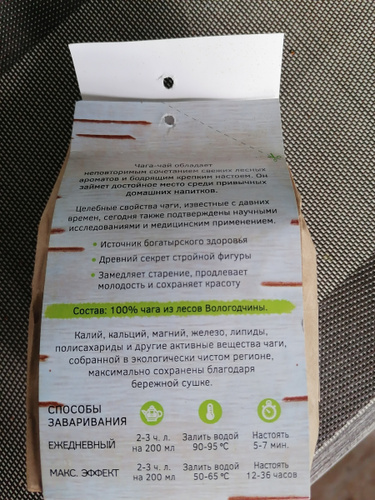 Чага-чай обладает
неповторимым сочетанием свежих лесных
ароматов и бодрящим крепким настоем. Он
займет достойное место среди привычных
домашних напитков.
Целебные свойства чаги, известные с давних
времен, сегодня также подтверждены научными
исследованиями и медицинским применением.
• Источник богатырского здоровья
• Древний секрет стройной фигуры
• Замедляет старение, продлевает
молодость и сохраняет красоту
Состав: 100% чага из лесов Вологодчины.
Калий, кальций, магний, железо, липиды,
полисахариды и другие активные вещества чаги,
собранной в экологически чистом регионе,
максимально сохранены благодаря
бережной сушке.
СПОСОБЫ
ЗАВАРИВАНИЯ
ЕЖЕДНЕВНЫЙ 2-3 ч. л. Залить водой Настоять
на 200 мл 90-95 °C 5-7 мин.
МАКС. ЭФФЕКТ 2-3 ч. л. Залить водой Настоять
на 200 мл 50-65 °C 12-36 часов